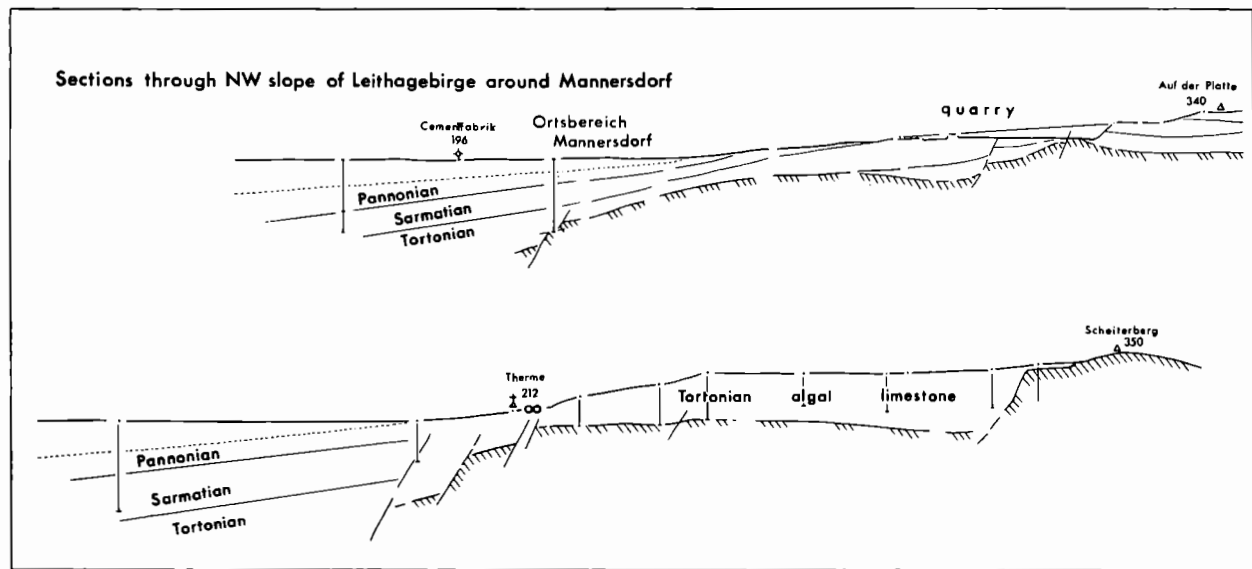 Sections through NW slope of Leithagebirge around Mannersdorf
Auf der Platte
340
quarry
Cementfabrik
196
Ortsbereich
Mannersdorf
Pannonian
Sarmatian
Tortonian
Scheiterberg
350
Therme
212
Tortonian algal limestone
Pannonian
Sarmatian
Tortonian